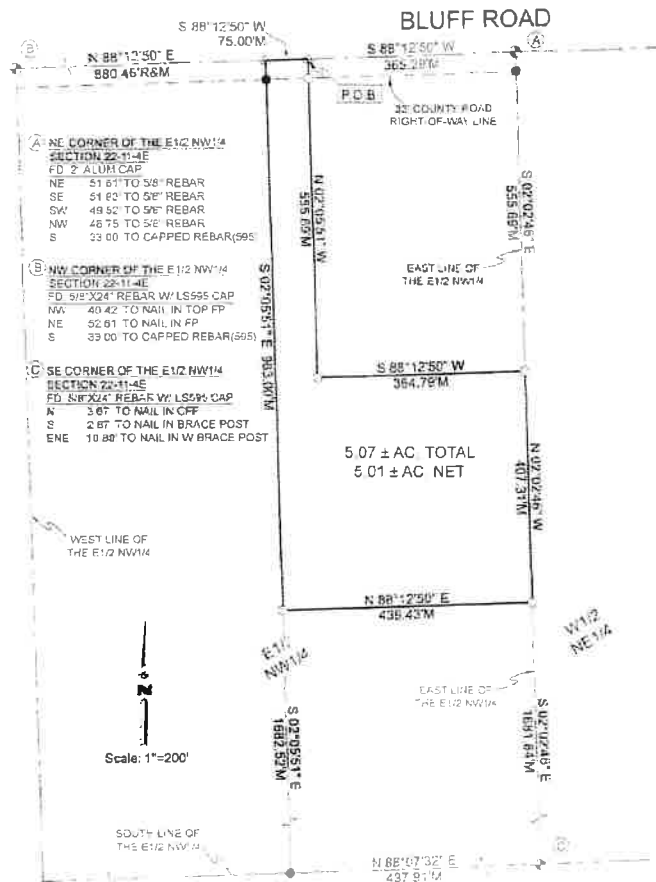 BLUFF ROAD
B
N 88°12'50" E
880.46'R&M
S 88°12'50" W
75.00'M
S 88°12'50" W
365.28'M
A
P.O.B
33' COUNTY ROAD
RIGHT-OF-WAY LINE
A NE CORNER OF THE E1/2 NW1/4
SECTION 22-11-4E
FD 2" ALUM CAP
NE 51.61' TO 5/8" REBAR
SE 51.82' TO 5/8" REBAR
SW 49.52' TO 5/8" REBAR
NW 46.75 TO 5/8" REBAR
S 33.00 TO CAPPED REBAR(595
B NW CORNER OF THE E1/2 NW1/4
SECTION 22-11-4E
FD 5/8"X24" REBAR W/ LS595 CAP
NW 40.42 TO NAIL IN TOP FP
NE 52.61 TO NAIL IN FP
S 33.00 TO CAPPED REBAR(595)
C SE CORNER OF THE E1/2 NW1/4
SECTION 22-11-4E
FD 5/8"X24" REBAR W/ LS595 CAP
N 3.67 TO NAIL IN CFP
S 2.67 TO NAIL IN BRACE POST
ENE 10.88' TO NAIL IN W BRACE POST
N 02°05'51" W
555.69'M
S 02°02'46" E
555.69'M
EAST LINE OF
THE E1/2 NW1/4
S 02°05'51" E 963.00'M
S 88°12'50" W
364.79'M
5.07 ± AC TOTAL
5.01 ± AC NET
N 02°02'46" W
407.31'M
WEST LINE OF
THE E1/2 NW1/4
N 88°12'50" E
439.43'M
E1/2
NW1/4
W1/2
NE1/4
EAST LINE OF
THE E1/2 NW1/4
N
Scale: 1"=200'
S 02°05'51" E
1682.52'M
S 02°02'46" E
1681.84'M
SOUTH LINE OF
THE E1/2 NW1/4
N 88°07'32" E
437.91'M
C